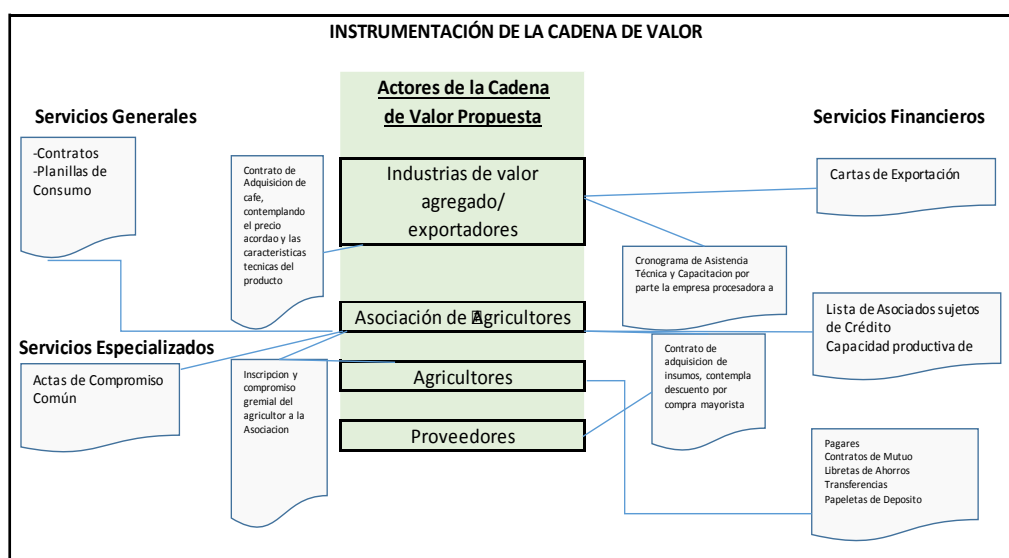 INSTRUMENTACIÓN DE LA CADENA DE VALOR
Actores de la Cadena
de Valor Propuesta
Servicios Generales
-Contratos
-Planillas de
Consumo
Contrato de
Adquisicion de
cafe,
contemplando
el precio
acordao y las
caracteristicas
tecnicas del
producto
Industrias de valor
agregado/
exportadores
Servicios Financieros
Cartas de Exportación
Cronograma de Asistencia
Técnica y Capacitacion por
parte la empresa procesadora a
Asociación de Agricultores
Lista de Asociados sujetos
de Crédito
Capacidad productiva de
Servicios Especializados
Actas de Compromiso
Común
Inscripcion y
compromiso
gremial del
agricultor a la
Asociacion
Agricultores
Contrato de
adquisicion de
insumos, contempla
descuento por
compra mayorista
Proveedores
Pagares
Contratos de Mutuo
Libretas de Ahorros
Transferencias
Papeletas de Deposito